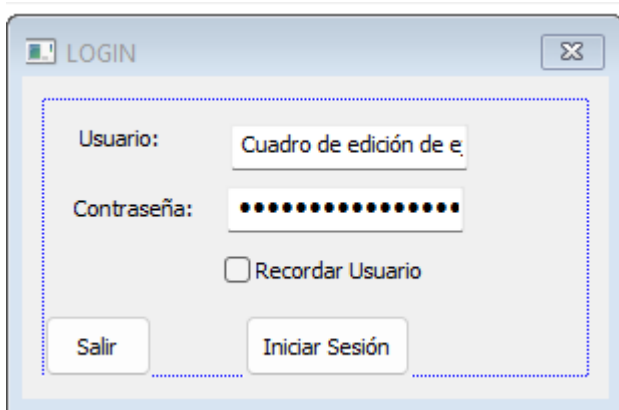 LOGIN
Usuario:
Cuadro de edición de e
Contraseña:
••••••••••••••••
Recordar Usuario
Salir
Iniciar Sesión